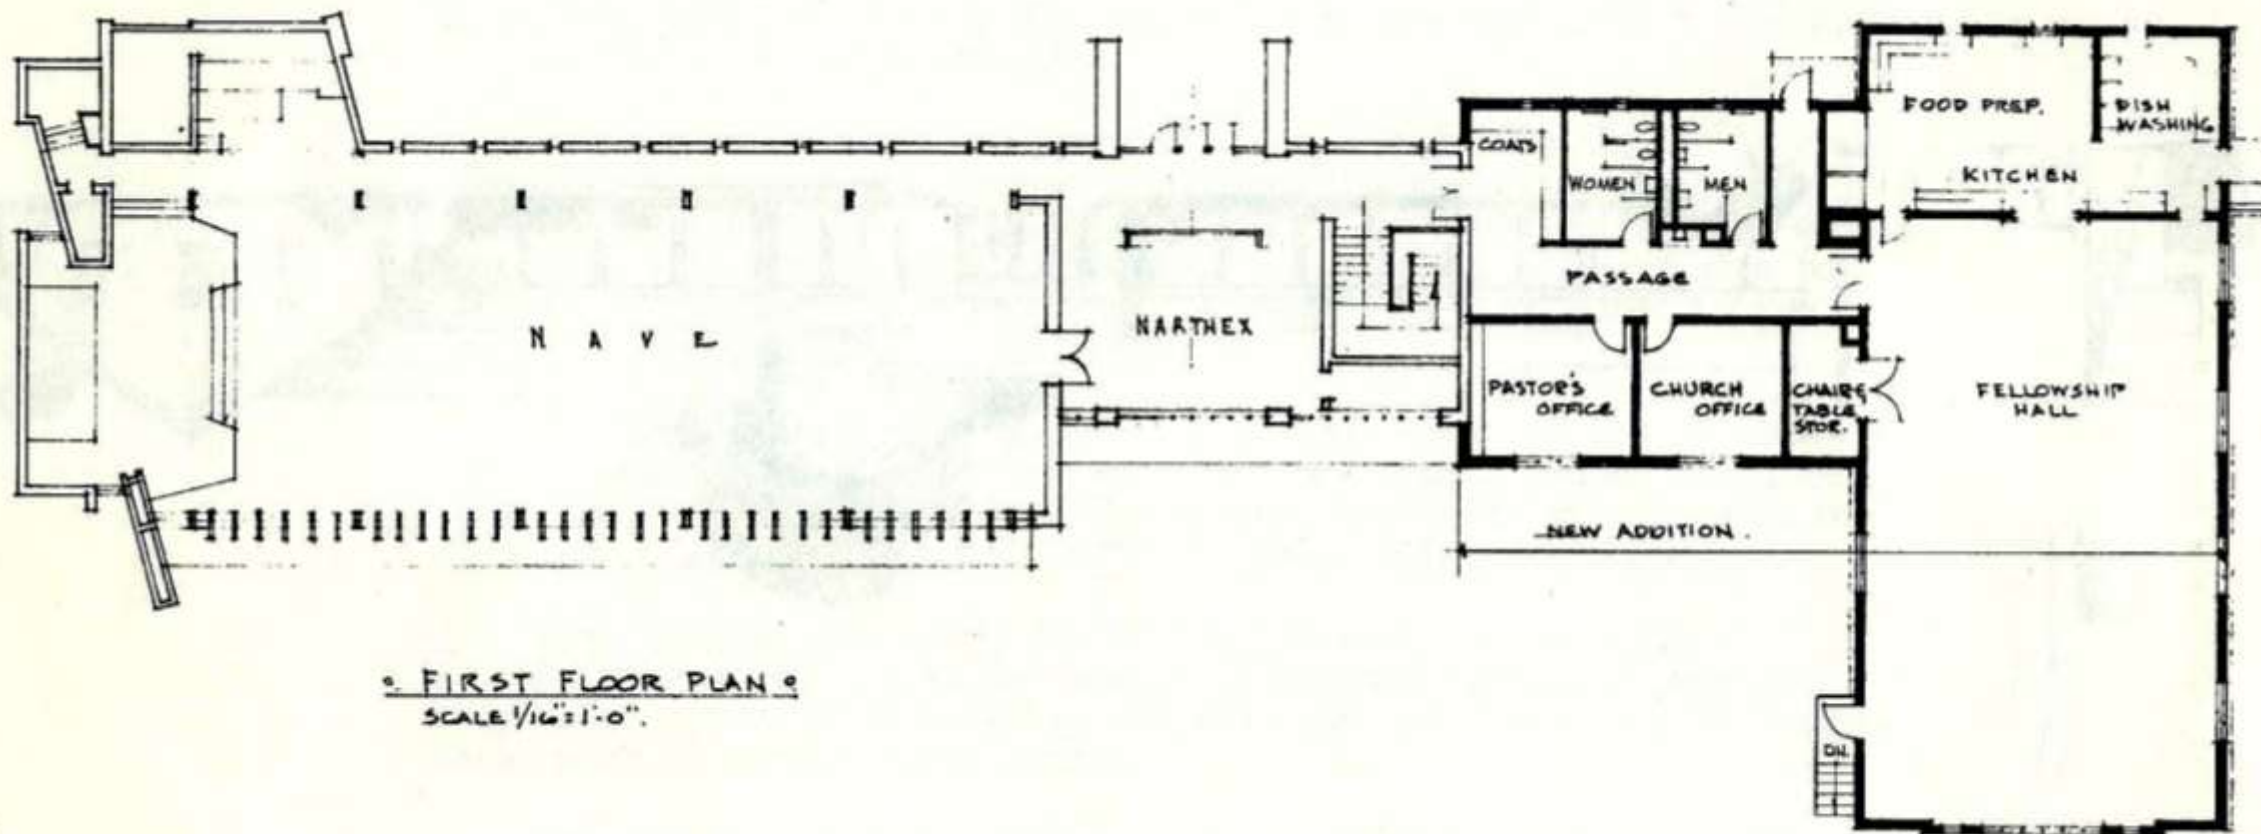 FOOD PREP.
DISH
WASHING
COATS
WOMEN
MEN
KITCHEN
PASSAGE
N A V E
NARTHEX
PASTOR'S
OFFICE
CHURCH
OFFICE
CHAIR &
TABLE
STOR.
FELLOWSHIP
HALL
NEW ADDITION.
FIRST FLOOR PLAN
SCALE 1/16"=1'-0".
DN.